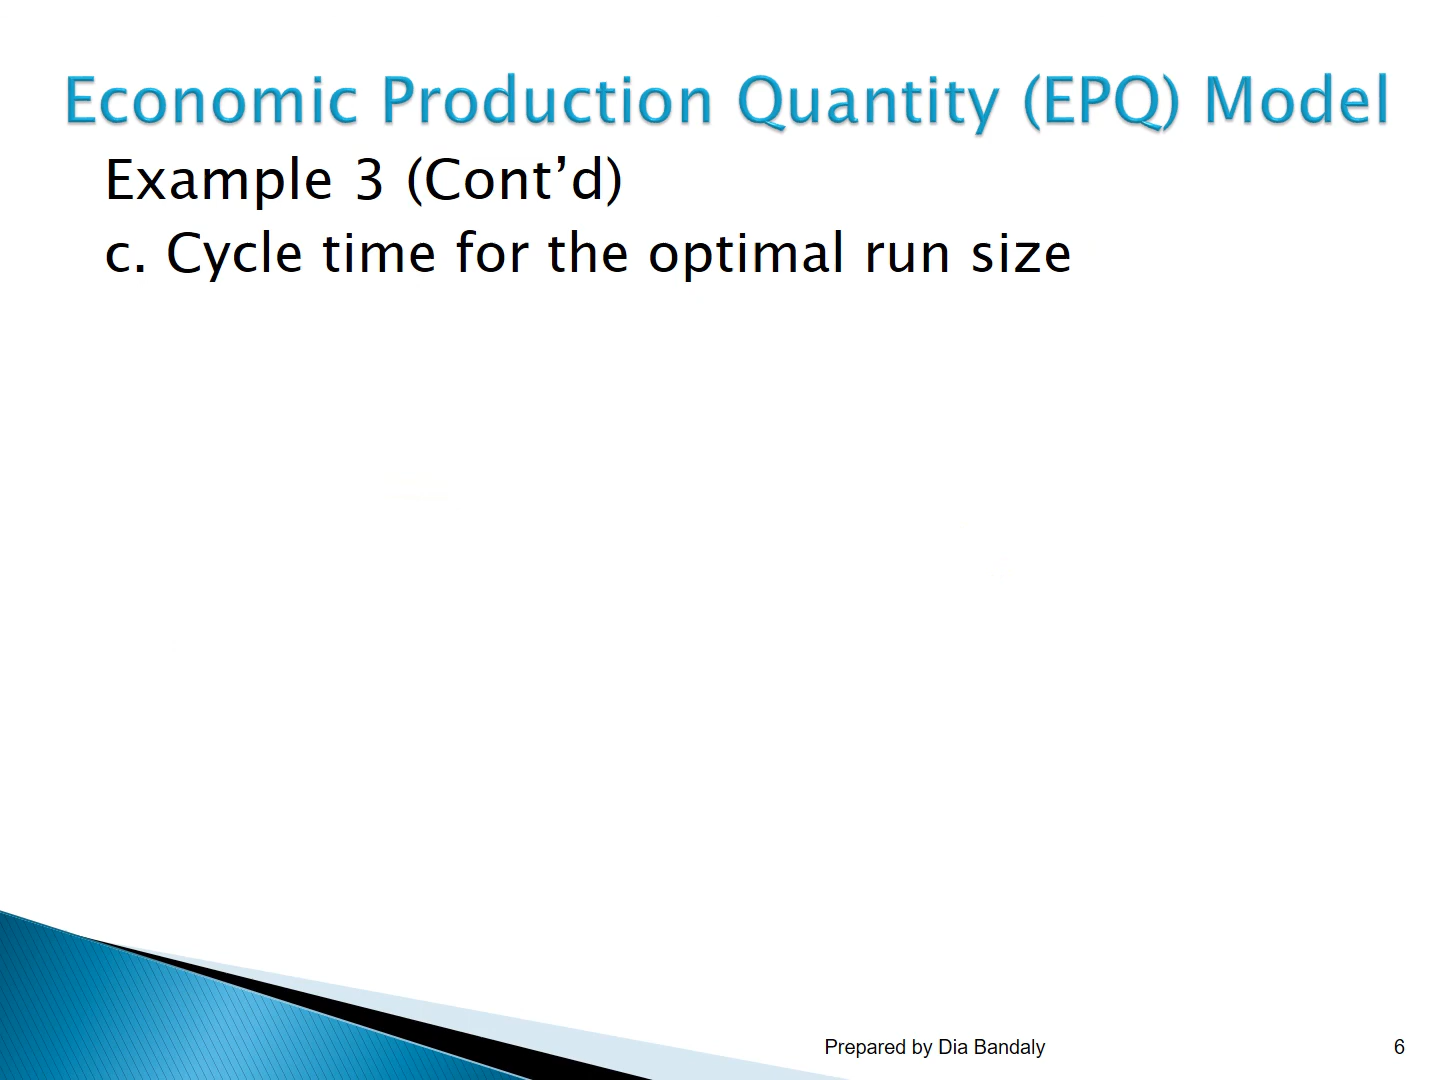 Economic Production Quantity (EPQ) Model
Example 3 (Cont’d)
c. Cycle time for the optimal run size
Prepared by Dia Bandaly
6